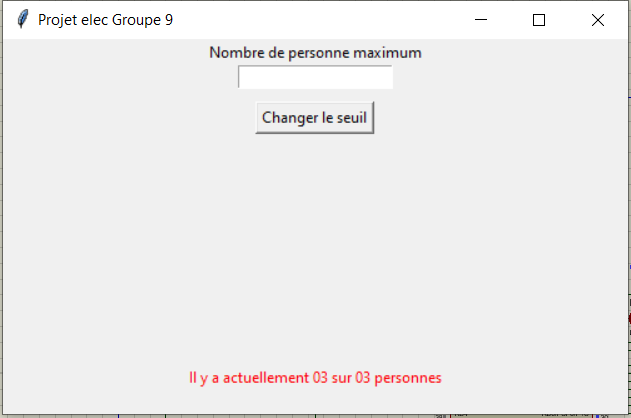 Projet elec Groupe 9
Nombre de personne maximum
Changer le seuil
Il y a actuellement 03 sur 03 personnes